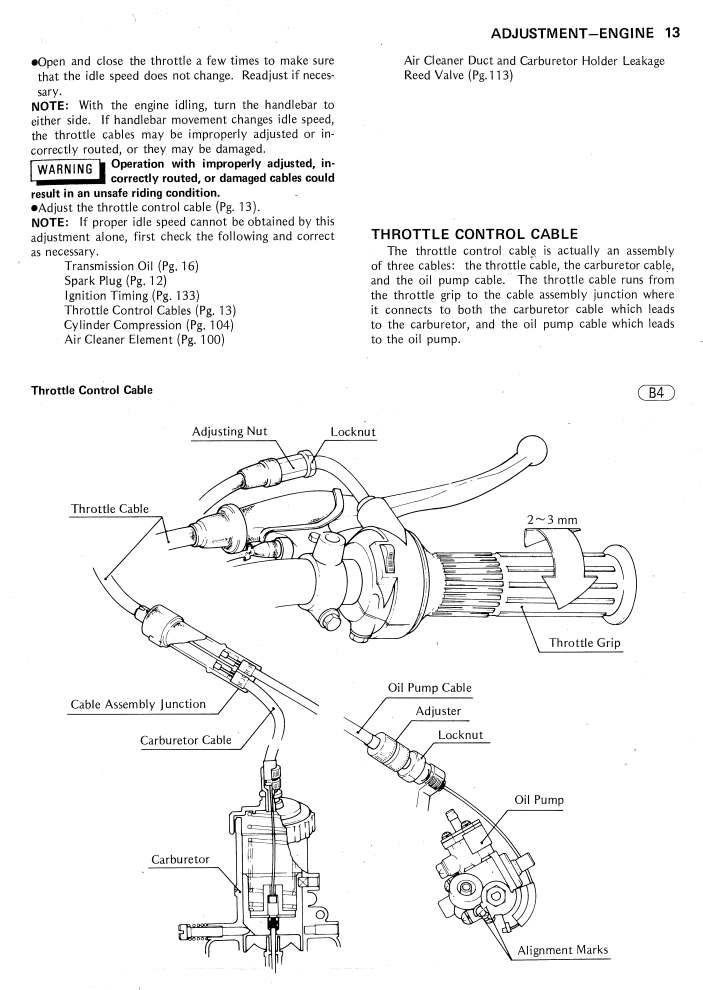 ADJUSTMENT—ENGINE 13
●Open and close the throttle a few times to make sure
that the idle speed does not change. Readjust if neces-
sary.
NOTE: With the engine idling, turn the handlebar to
either side. If handlebar movement changes idle speed,
the throttle cables may be improperly adjusted or in-
correctly routed, or they may be damaged.
WARNING Operation with improperly adjusted, in-
correctly routed, or damaged cables could
result in an unsafe riding condition.
●Adjust the throttle control cable (Pg. 13).
NOTE: If proper idle speed cannot be obtained by this
adjustment alone, first check the following and correct
as necessary.
Transmission Oil (Pg. 16)
Spark Plug (Pg. 12)
Ignition Timing (Pg. 133)
Throttle Control Cables (Pg. 13)
Cylinder Compression (Pg. 104)
Air Cleaner Element (Pg. 100)
Air Cleaner Duct and Carburetor Holder Leakage
Reed Valve (Pg.113)
THROTTLE CONTROL CABLE
The throttle control cable is actually an assembly
of three cables: the throttle cable, the carburetor cable,
and the oil pump cable. The throttle cable runs from
the throttle grip to the cable assembly junction where
it connects to both the carburetor cable which leads
to the carburetor, and the oil pump cable which leads
to the oil pump.
Throttle Control Cable
B4
Adjusting Nut
Locknut
Throttle Cable
2~3 mm
Throttle Grip
Cable Assembly Junction
Oil Pump Cable
Adjuster
Carburetor Cable
Locknut
Oil Pump
Carburetor
Alignment Marks